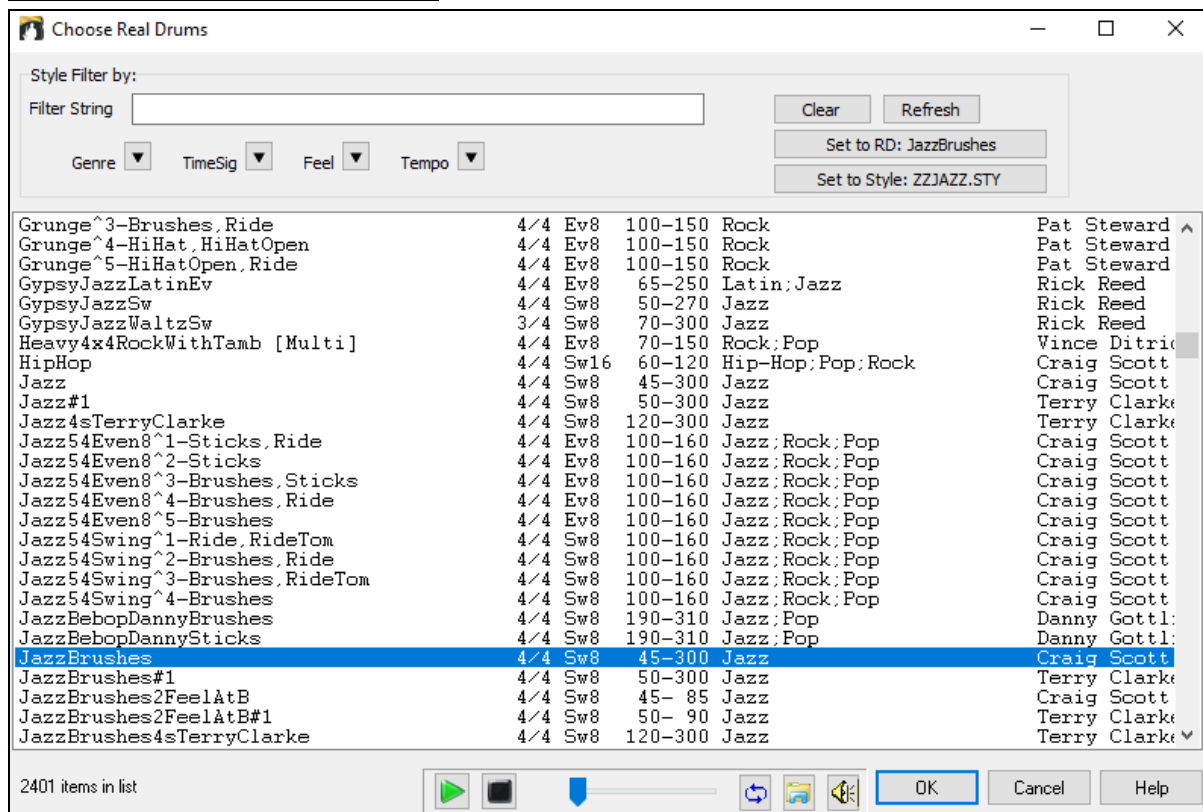 Choose Real Drums
Style Filter by:
Filter String
Clear
Refresh
Set to RD: JazzBrushes
Genre TimeSig Feel Tempo
Set to Style: ZZJAZZ.STY
Grunge^3-Brushes,Ride 4/4 Ev8 100-150 Rock Pat Steward
Grunge^4-HiHat,HiHatOpen 4/4 Ev8 100-150 Rock Pat Steward
Grunge^5-HiHatOpen,Ride 4/4 Ev8 100-150 Rock Pat Steward
GypsyJazzLatinEv 4/4 Ev8 65-250 Latin;Jazz Rick Reed
GypsyJazzSw 4/4 Sw8 50-270 Jazz Rick Reed
GypsyJazzWaltzSw 3/4 Sw8 70-300 Jazz Rick Reed
Heavy4x4RockWithTamb [Multi] 4/4 Ev8 70-150 Rock;Pop Vince Ditri
HipHop 4/4 Sw16 60-120 Hip-Hop;Pop;Rock Craig Scott
Jazz 4/4 Sw8 45-300 Jazz Craig Scott
Jazz#1 4/4 Sw8 50-300 Jazz Terry Clark
Jazz4sTerryClarke 4/4 Sw8 120-300 Jazz Terry Clark
Jazz54Even8^1-Sticks,Ride 4/4 Ev8 100-160 Jazz;Rock;Pop Craig Scott
Jazz54Even8^2-Sticks 4/4 Ev8 100-160 Jazz;Rock;Pop Craig Scott
Jazz54Even8^3-Brushes,Sticks 4/4 Ev8 100-160 Jazz;Rock;Pop Craig Scott
Jazz54Even8^4-Brushes,Ride 4/4 Ev8 100-160 Jazz;Rock;Pop Craig Scott
Jazz54Even8^5-Brushes 4/4 Ev8 100-160 Jazz;Rock;Pop Craig Scott
Jazz54Swing^1-Ride,RideTom 4/4 Sw8 100-160 Jazz;Rock;Pop Craig Scott
Jazz54Swing^2-Brushes,Ride 4/4 Sw8 100-160 Jazz;Rock;Pop Craig Scott
Jazz54Swing^3-Brushes,RideTom 4/4 Sw8 100-160 Jazz;Rock;Pop Craig Scott
Jazz54Swing^4-Brushes 4/4 Sw8 100-160 Jazz;Rock;Pop Craig Scott
JazzBebopDannyBrushes 4/4 Sw8 190-310 Jazz;Pop Danny Gottl
JazzBebopDannySticks 4/4 Sw8 190-310 Jazz;Pop Danny Gottl
JazzBrushes 4/4 Sw8 45-300 Jazz Craig Scott
JazzBrushes#1 4/4 Sw8 50-300 Jazz Terry Clark
JazzBrushes2FeelAtB 4/4 Sw8 45- 85 Jazz Craig Scott
JazzBrushes2FeelAtB#1 4/4 Sw8 50- 90 Jazz Terry Clark
JazzBrushes4sTerryClarke 4/4 Sw8 120-300 Jazz Terry Clark
2401 items in list
OK
Cancel
Help